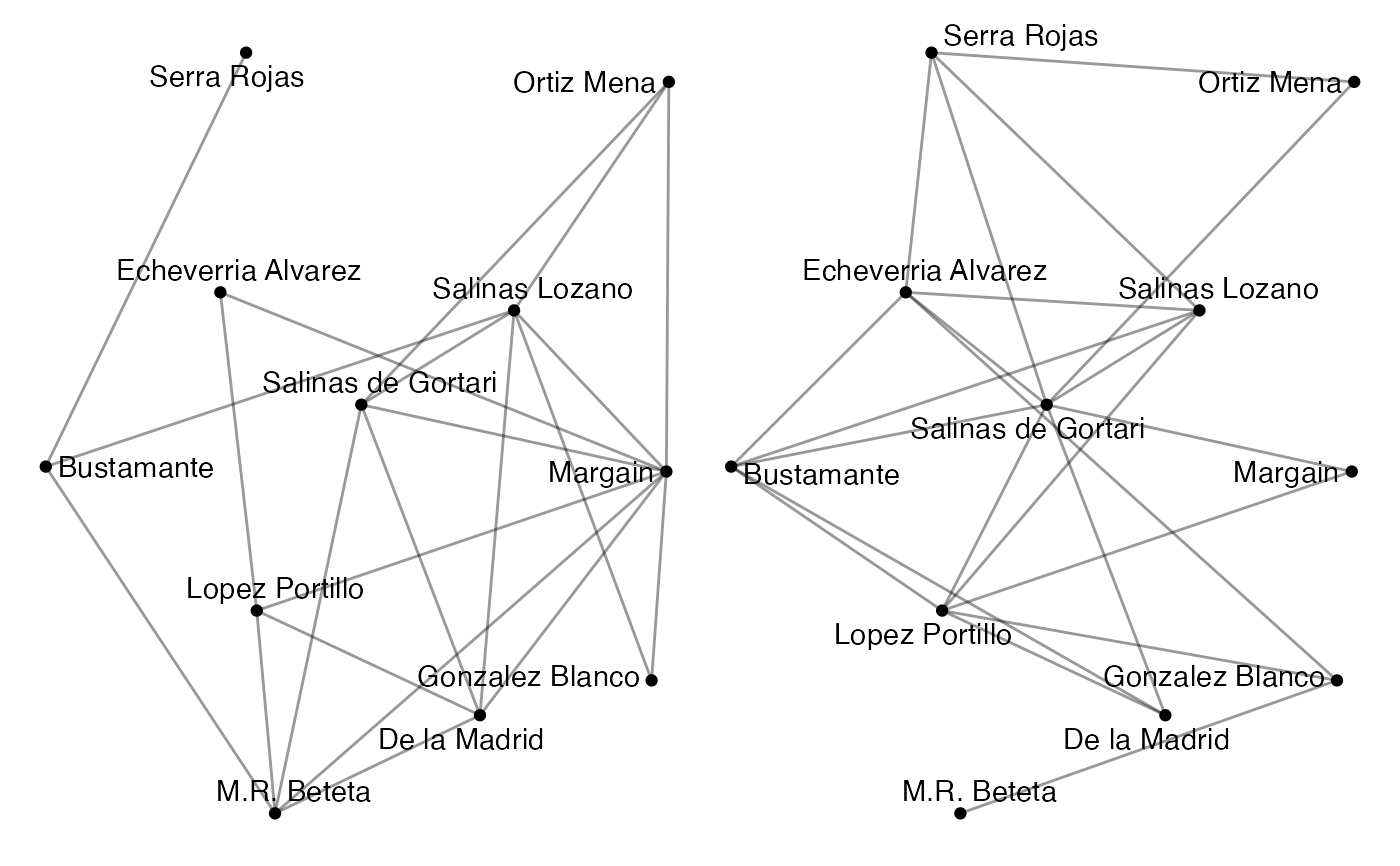 Serra Rojas
Ortiz Mena
Echeverria Alvarez
Salinas Lozano
Salinas de Gortari
Bustamante
Margain
Lopez Portillo
Gonzalez Blanco
De la Madrid
M.R. Beteta
Serra Rojas
Ortiz Mena
Echeverria Alvarez
Salinas Lozano
Salinas de Gortari
Bustamante
Margain
Lopez Portillo
Gonzalez Blanco
De la Madrid
M.R. Beteta